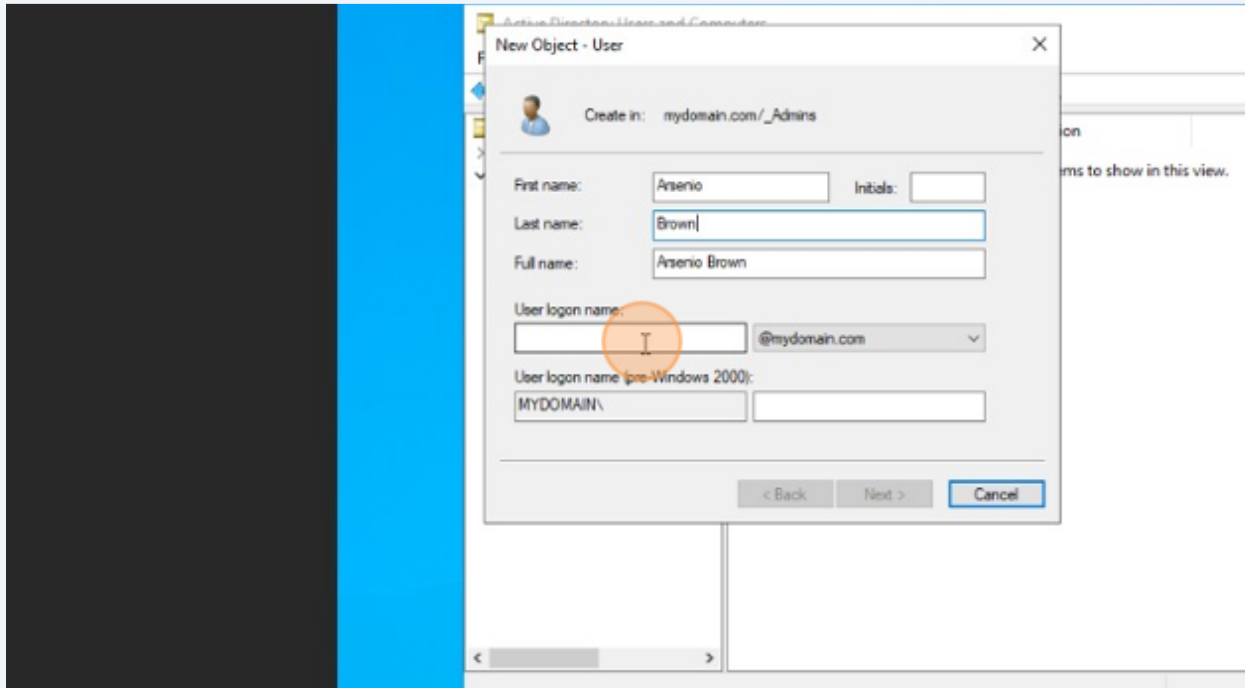 Active Directory Users and Computers
New Object - User
F
Create in: mydomain.com/_Admins
ion
ems to show in this view.
First name: Arsenio Initials:
Last name: Brown
Full name: Arsenio Brown
User logon name:
@mydomain.com
User logon name (pre-Windows 2000):
MYDOMAIN\
< Back Next > Cancel